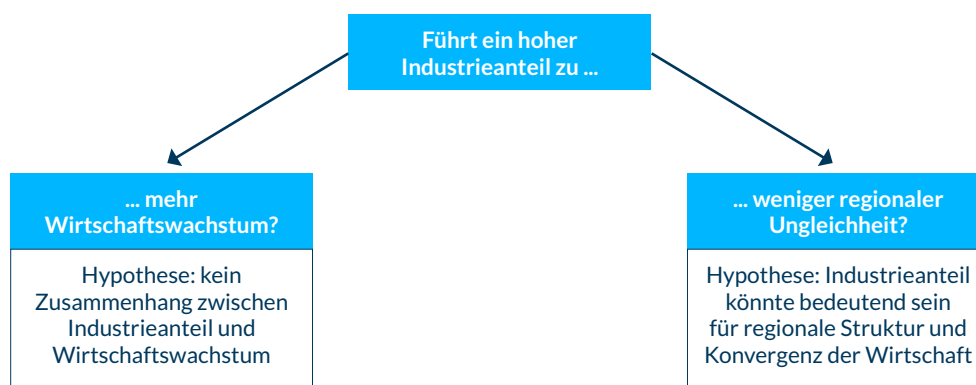 Führt ein hoher
Industrieanteil zu ...
... mehr
Wirtschaftswachstum?
Hypothese: kein
Zusammenhang zwischen
Industrieanteil und
Wirtschaftswachstum
... weniger regionaler
Ungleichheit?
Hypothese: Industrieanteil
könnte bedeutend sein
für regionale Struktur und
Konvergenz der Wirtschaft